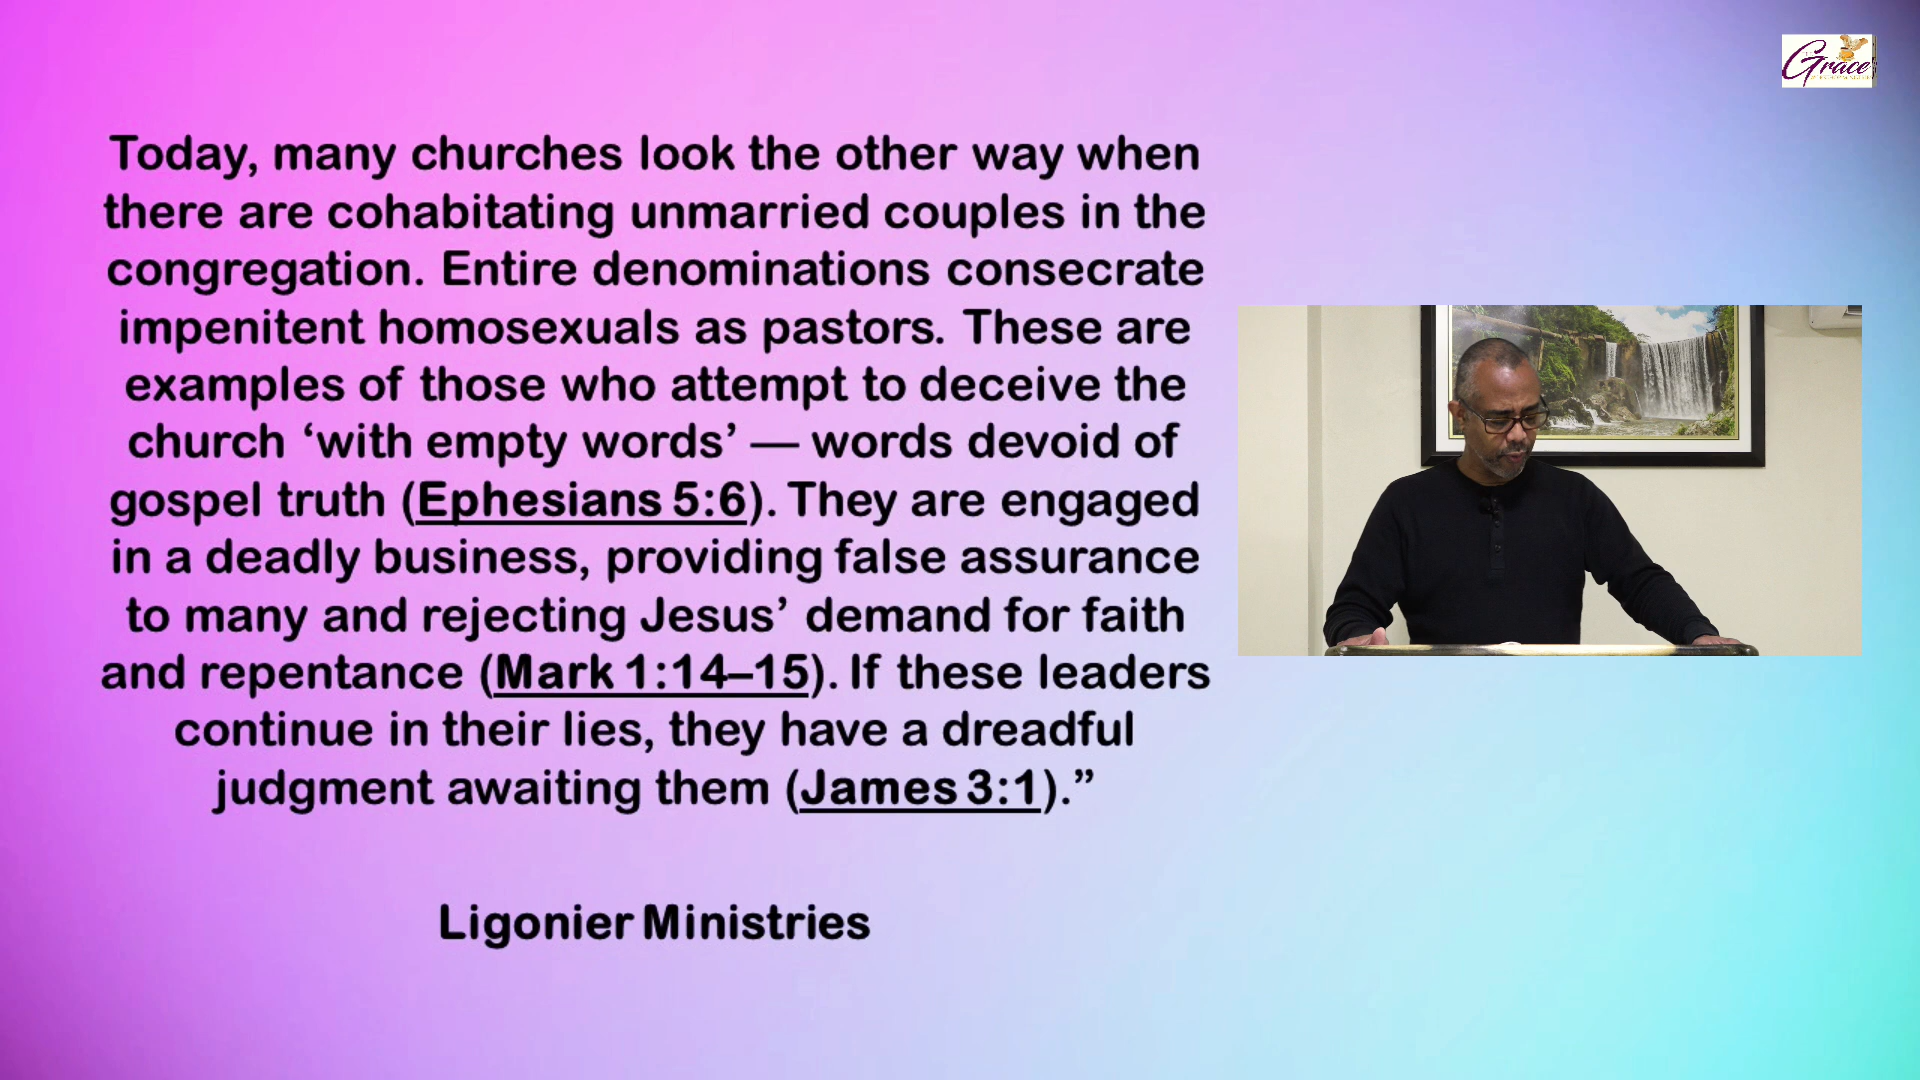 Grace
Today, many churches look the other way when
there are cohabitating unmarried couples in the
congregation. Entire denominations consecrate
impenitent homosexuals as pastors. These are
examples of those who attempt to deceive the
church ‘with empty words’ — words devoid of
gospel truth (Ephesians 5:6). They are engaged
in a deadly business, providing false assurance
to many and rejecting Jesus’ demand for faith
and repentance (Mark 1:14–15). If these leaders
continue in their lies, they have a dreadful
judgment awaiting them (James 3:1).”
Ligonier Ministries